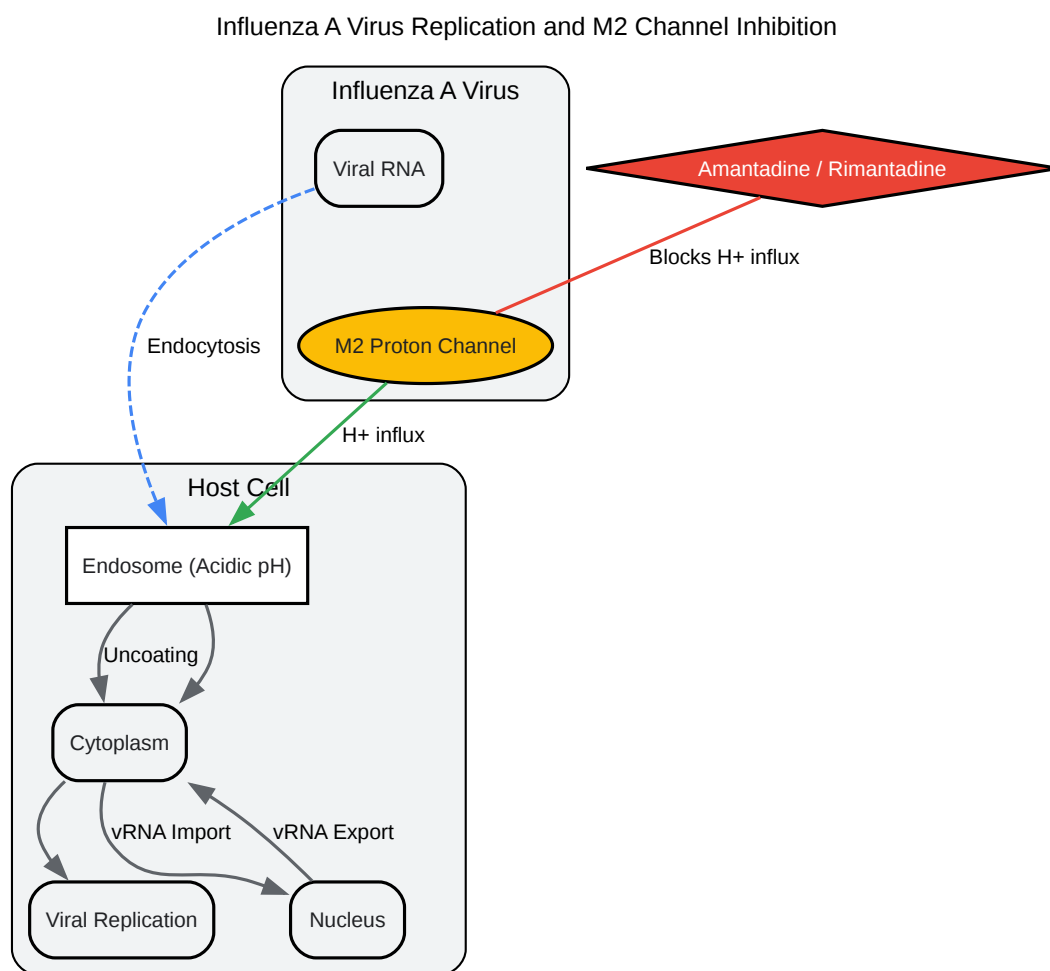 Influenza A Virus Replication and M2 Channel Inhibition
Influenza A Virus
Viral RNA
Amantadine / Rimantadine
Blocks H+ influx
Endocytosis
M2 Proton Channel
H+ influx
Host Cell
Endosome (Acidic pH)
Uncoating
Cytoplasm
vRNA Import
vRNA Export
Viral Replication
Nucleus